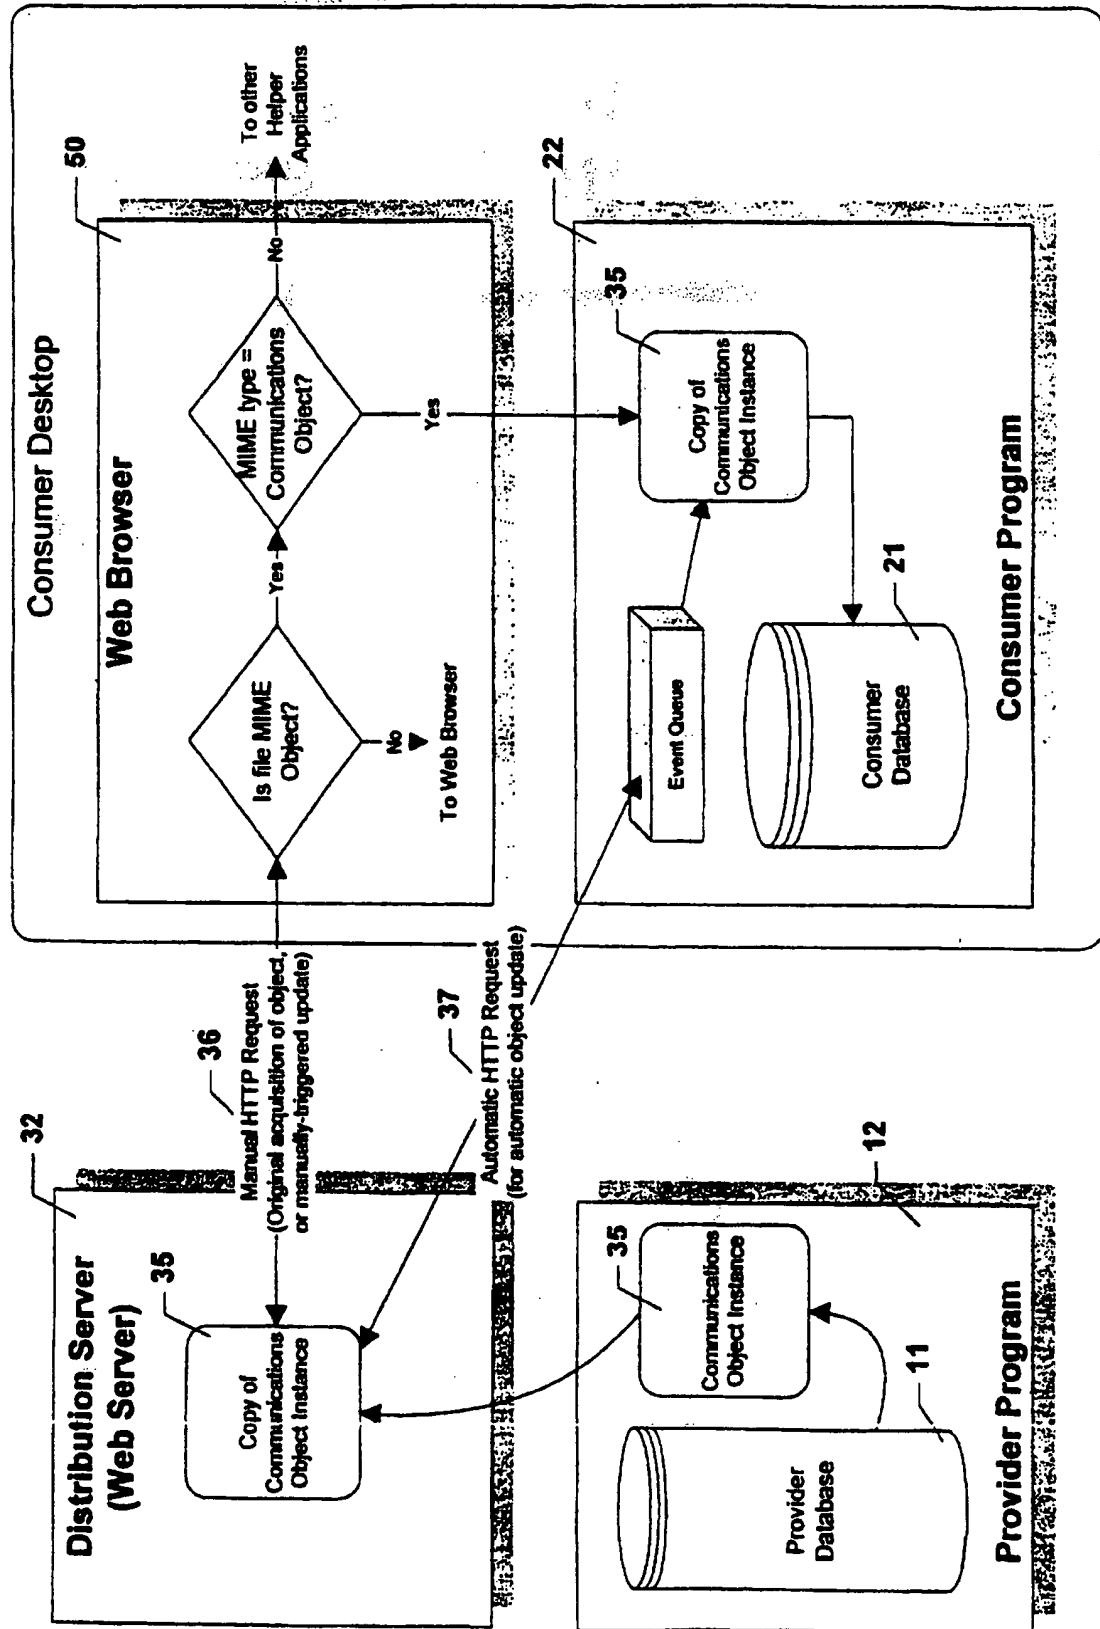 Consumer Desktop
Distribution Server
(Web Server)
32
35
Copy of
Communications
Object Instance
36
Manual HTTP Request
(Original acquisition of object,
or manually-triggered update)
37
Automatic HTTP Request
(for automatic object update)
Web Browser
50
Is file MIME
Object?
Yes
No
To Web Browser
MIME type =
Communications
Object?
No
To other
Helper
Applications
Yes
Provider Program
12
Provider
Database
11
35
Communications
Object Instance
Consumer Program
22
Event Queue
35
Copy of
Communications
Object Instance
Consumer
Database
21